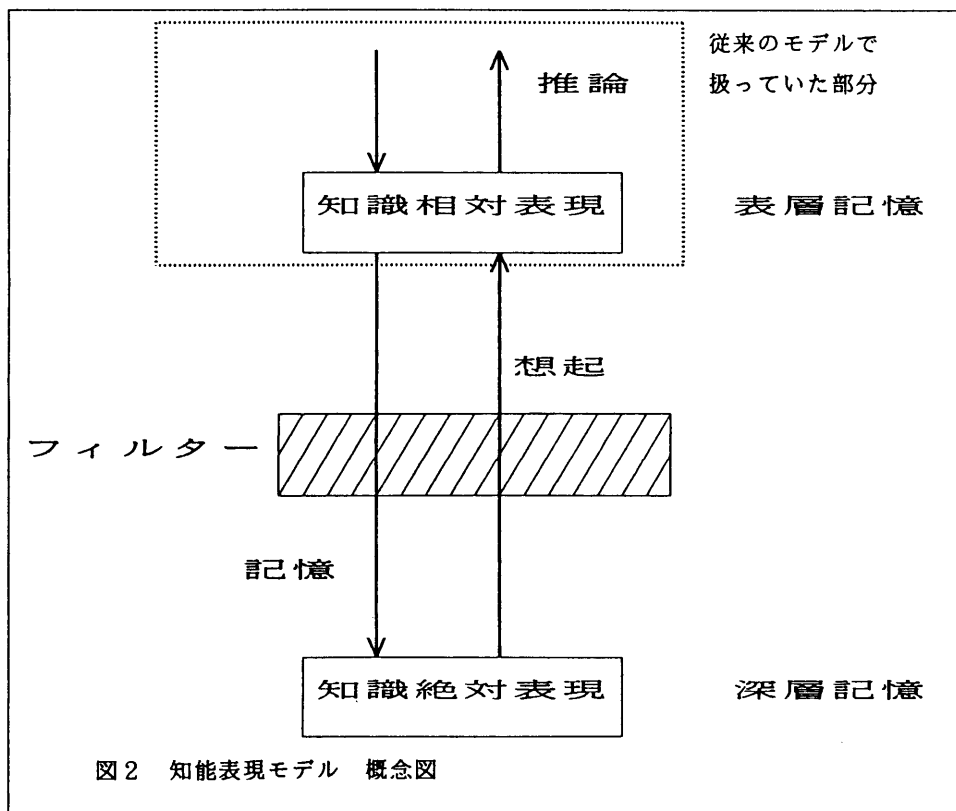 従来のモデルで
扱っていた部分
推論
知識相対表現
表層記憶
想起
フィルター
記憶
知識絶対表現
深層記憶
図2 知能表現モデル 概念図